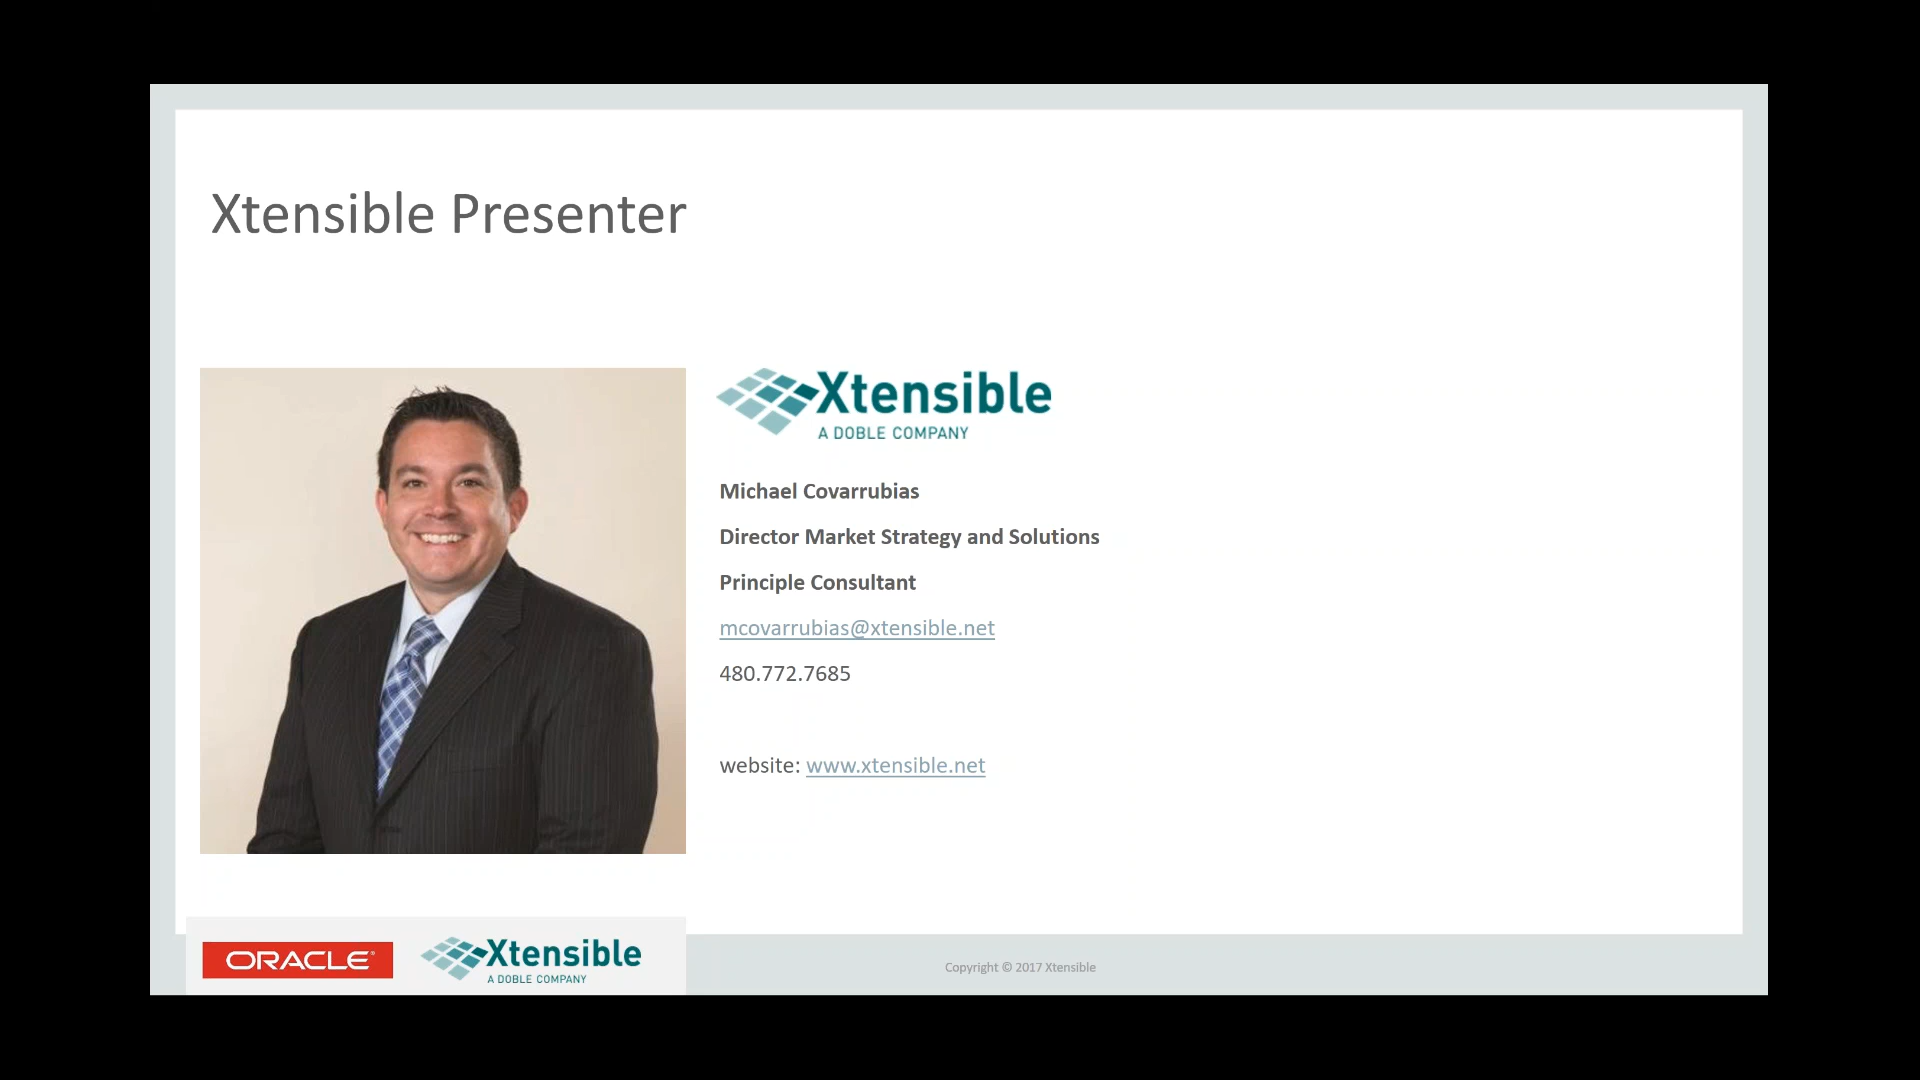 Xtensible Presenter
Xtensible
A DOBLE COMPANY
Michael Covarrubias
Director Market Strategy and Solutions
Principle Consultant
mcovarrubias@xtensible.net
480.772.7685
website: www.xtensible.net
ORACLE®
Xtensible
A DOBLE COMPANY
Copyright © 2017 Xtensible